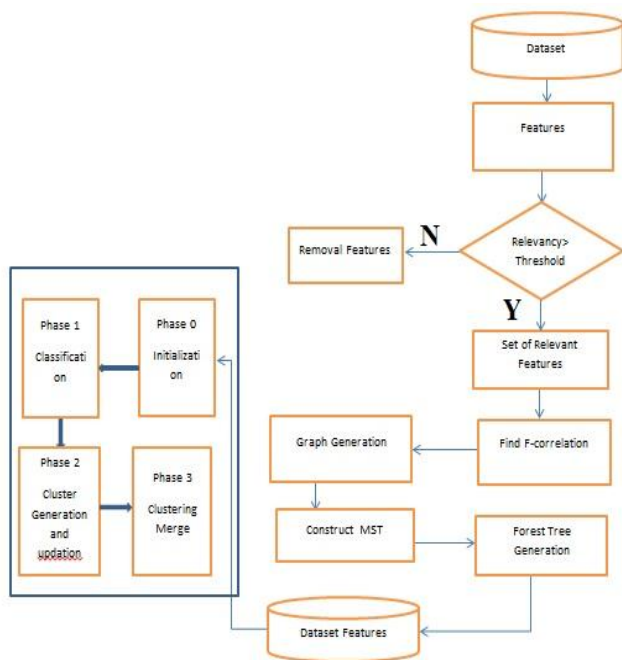 Dataset
Features
Relevancy>
Threshold
N
Removal Features
Y
Set of Relevant
Features
Find F-correlation
Graph Generation
Construct MST
Forest Tree
Generation
Dataset Features
Phase 0
Initializati
on
Phase 1
Classificati
on
Phase 2
Cluster
Generation
and
updation
Phase 3
Clustering
Merge